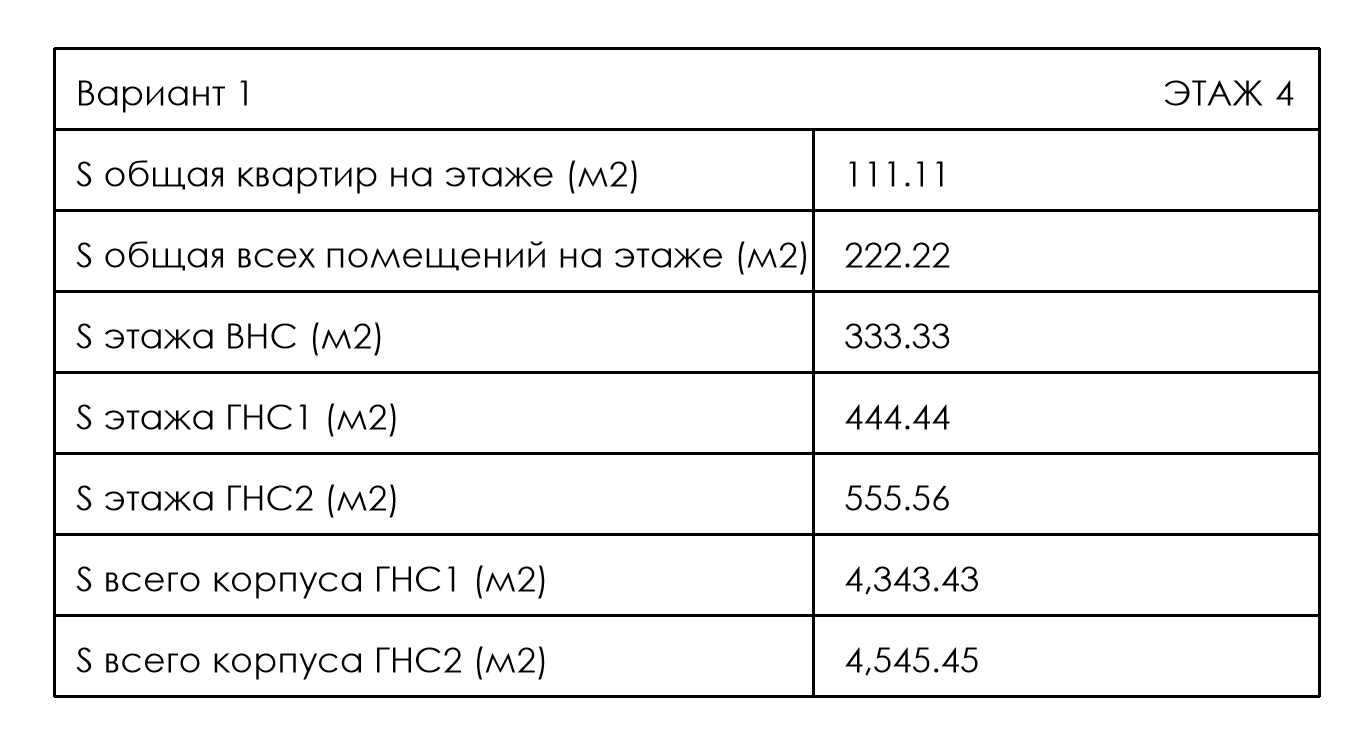 Вариант 1 ЭТАЖ 4
S общая квартир на этаже (м2) 111.11
S общая всех помещений на этаже (м2) 222.22
S этажа ВНС (м2) 333.33
S этажа ГНС1 (м2) 444.44
S этажа ГНС2 (м2) 555.56
S всего корпуса ГНС1 (м2) 4,343.43
S всего корпуса ГНС2 (м2) 4,545.45